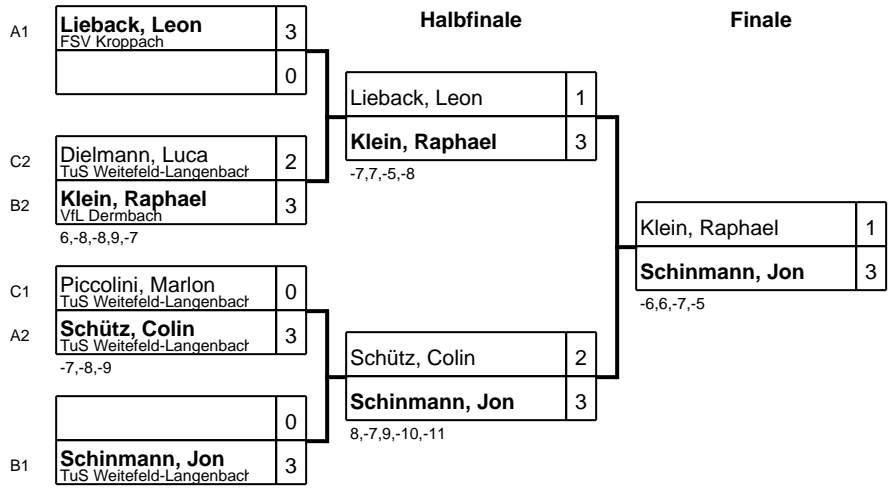 Halbfinale
Finale
A1 Lieback, Leon 3
FSV Kroppach
0
C2 Dielmann, Luca 2
TuS Weitefeld-Langenbach
B2 Klein, Raphael 3
VfL Dermbach
6,-8,-8,9,-7
C1 Piccolini, Marlon 0
TuS Weitefeld-Langenbach
A2 Schütz, Colin 3
TuS Weitefeld-Langenbach
-7,-8,-9
0
B1 Schinmann, Jon 3
TuS Weitefeld-Langenbach
Lieback, Leon 1
Klein, Raphael 3
-7,7,-5,-8
Schütz, Colin 2
Schinmann, Jon 3
8,-7,9,-10,-11
Klein, Raphael 1
Schinmann, Jon 3
-6,6,-7,-5